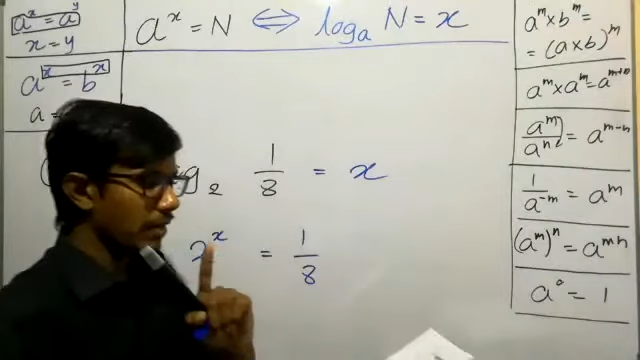 a^x = a^y
x = y
a^x = b^x
a =
a^x = N ⟺ log_a N = x
g_2 1/8 = x
2^x = 1/8
a^m × b^m =
= (a × b)^m
a^m × a^m = a^m+n
a^m/a^n = a^m-n
1/a^-m = a^m
(a^m)^n = a^mn
a^0 = 1